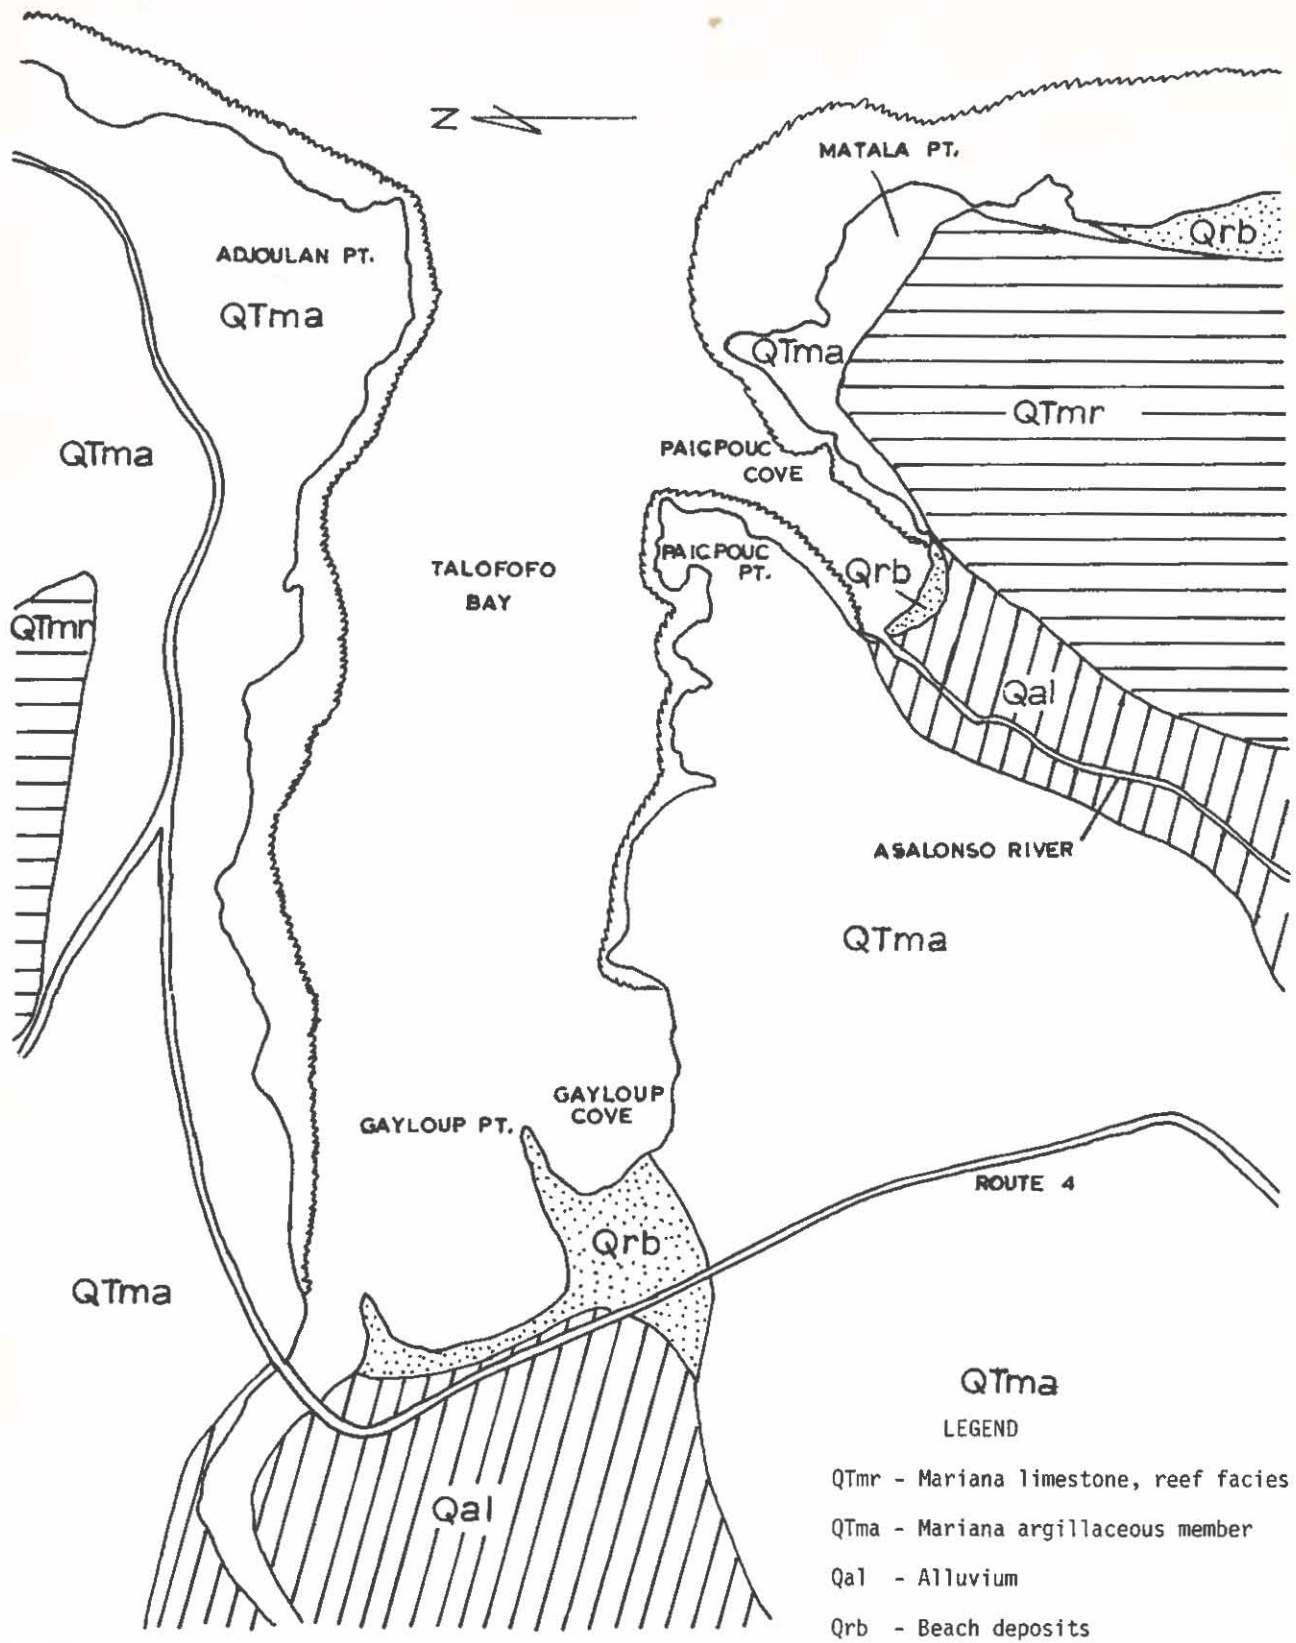 N
MATALA PT.
Qrb
ADJOULAN PT.
QTma
QTma
QTmr
QTma
PAICPOUC
COVE
TALOFOFO
BAY
PAICPOUC
PT.
Qrb
QTmr
Qal
ASALONSO RIVER
QTma
GAYLOUP
COVE
GAYLOUP PT.
ROUTE 4
Qrb
QTma
QTma
Qal
LEGEND
QTmr - Mariana limestone, reef facies
QTma - Mariana argillaceous member
Qal - Alluvium
Qrb - Beach deposits